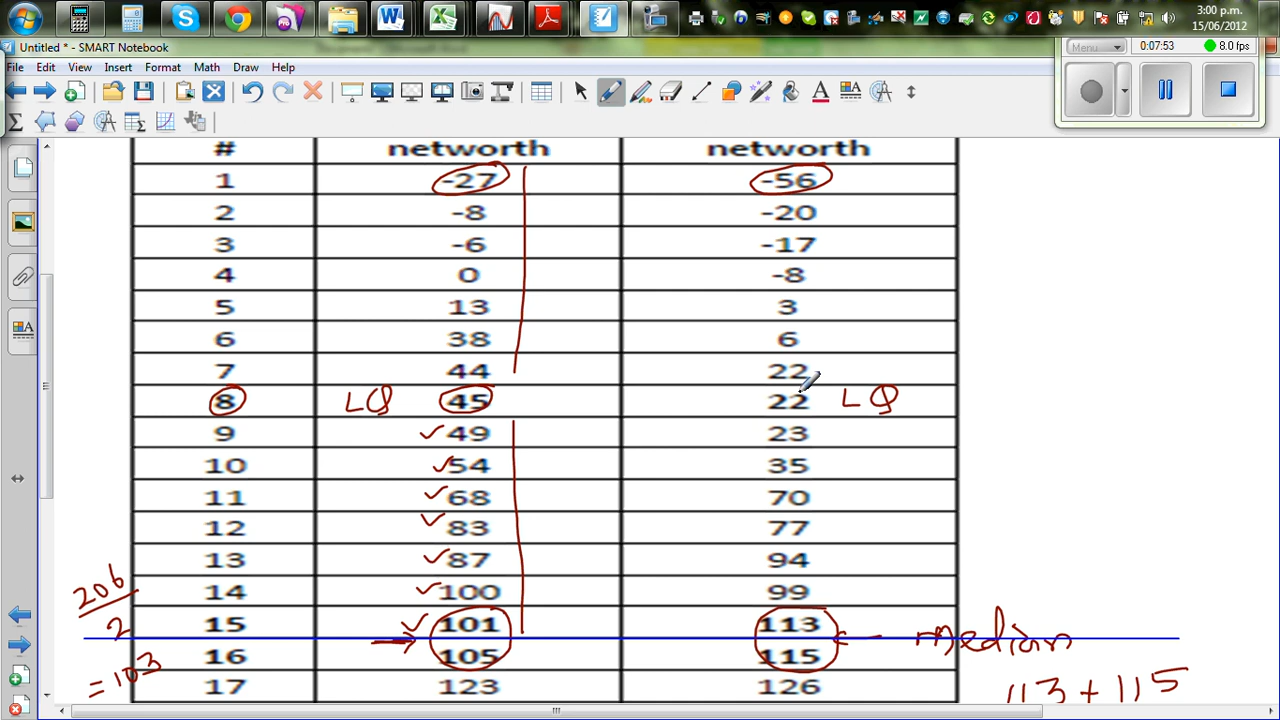 3:00 p.m.
15/06/2012
Untitled * - SMART Notebook
File Edit View Insert Format Math Draw Help
Menu 0:07:53 8.0 fps
# networth networth
1 -27 -56
2 -8 -20
3 -6 -17
4 0 -8
5 13 3
6 38 6
7 44 22
8 LQ 45 22 LQ
9 49 23
10 54 35
11 68 70
12 83 77
13 87 94
14 100 99
206
2
15 101 113
median
16 105 115
= 103
17 123 126
113 + 115